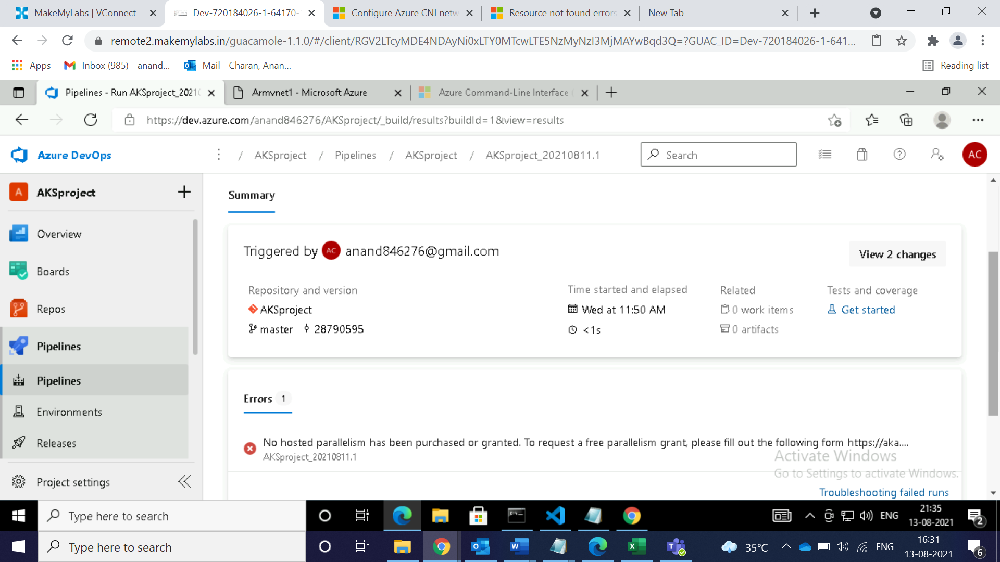 MakeMyLabs | VConnect
Dev-720184026-1-64170-
Configure Azure CNI netw
Resource not found errors
New Tab
remote2.makemylabs.in/guacamole-1.1.0/#/client/RGV2LTcyMDE4NDAyNi0xLTY0MTcwLTE5NzMyNzI3MjMAYwBqd3Q=?GUAC_ID=Dev-720184026-1-641...
Apps
Inbox (985) - anand...
Mail - Charan, Anan...
Reading list
Pipelines - Run AKSproject_20210
Armvnet1 - Microsoft Azure
Azure Command-Line Interface (
https://dev.azure.com/anand846276/AKSproject/_build/results?buildId=1&view=results
Azure DevOps
/ AKSproject / Pipelines / AKSproject / AKSproject_20210811.1
Search
AC
A AKSproject
Overview
Boards
Repos
Pipelines
Pipelines
Environments
Releases
Project settings
Summary
Triggered by AC anand846276@gmail.com
View 2 changes
Repository and version
AKSproject
master 28790595
Time started and elapsed
Wed at 11:50 AM
<1s
Related
0 work items
0 artifacts
Tests and coverage
Get started
Errors 1
No hosted parallelism has been purchased or granted. To request a free parallelism grant, please fill out the following form https://aka....
AKSproject_20210811.1
Activate Windows
Go to Settings to activate Windows.
Troubleshooting failed runs
Type here to search
ENG
21:35
13-08-2021
2
Type here to search
35°C
ENG
16:31
13-08-2021
6